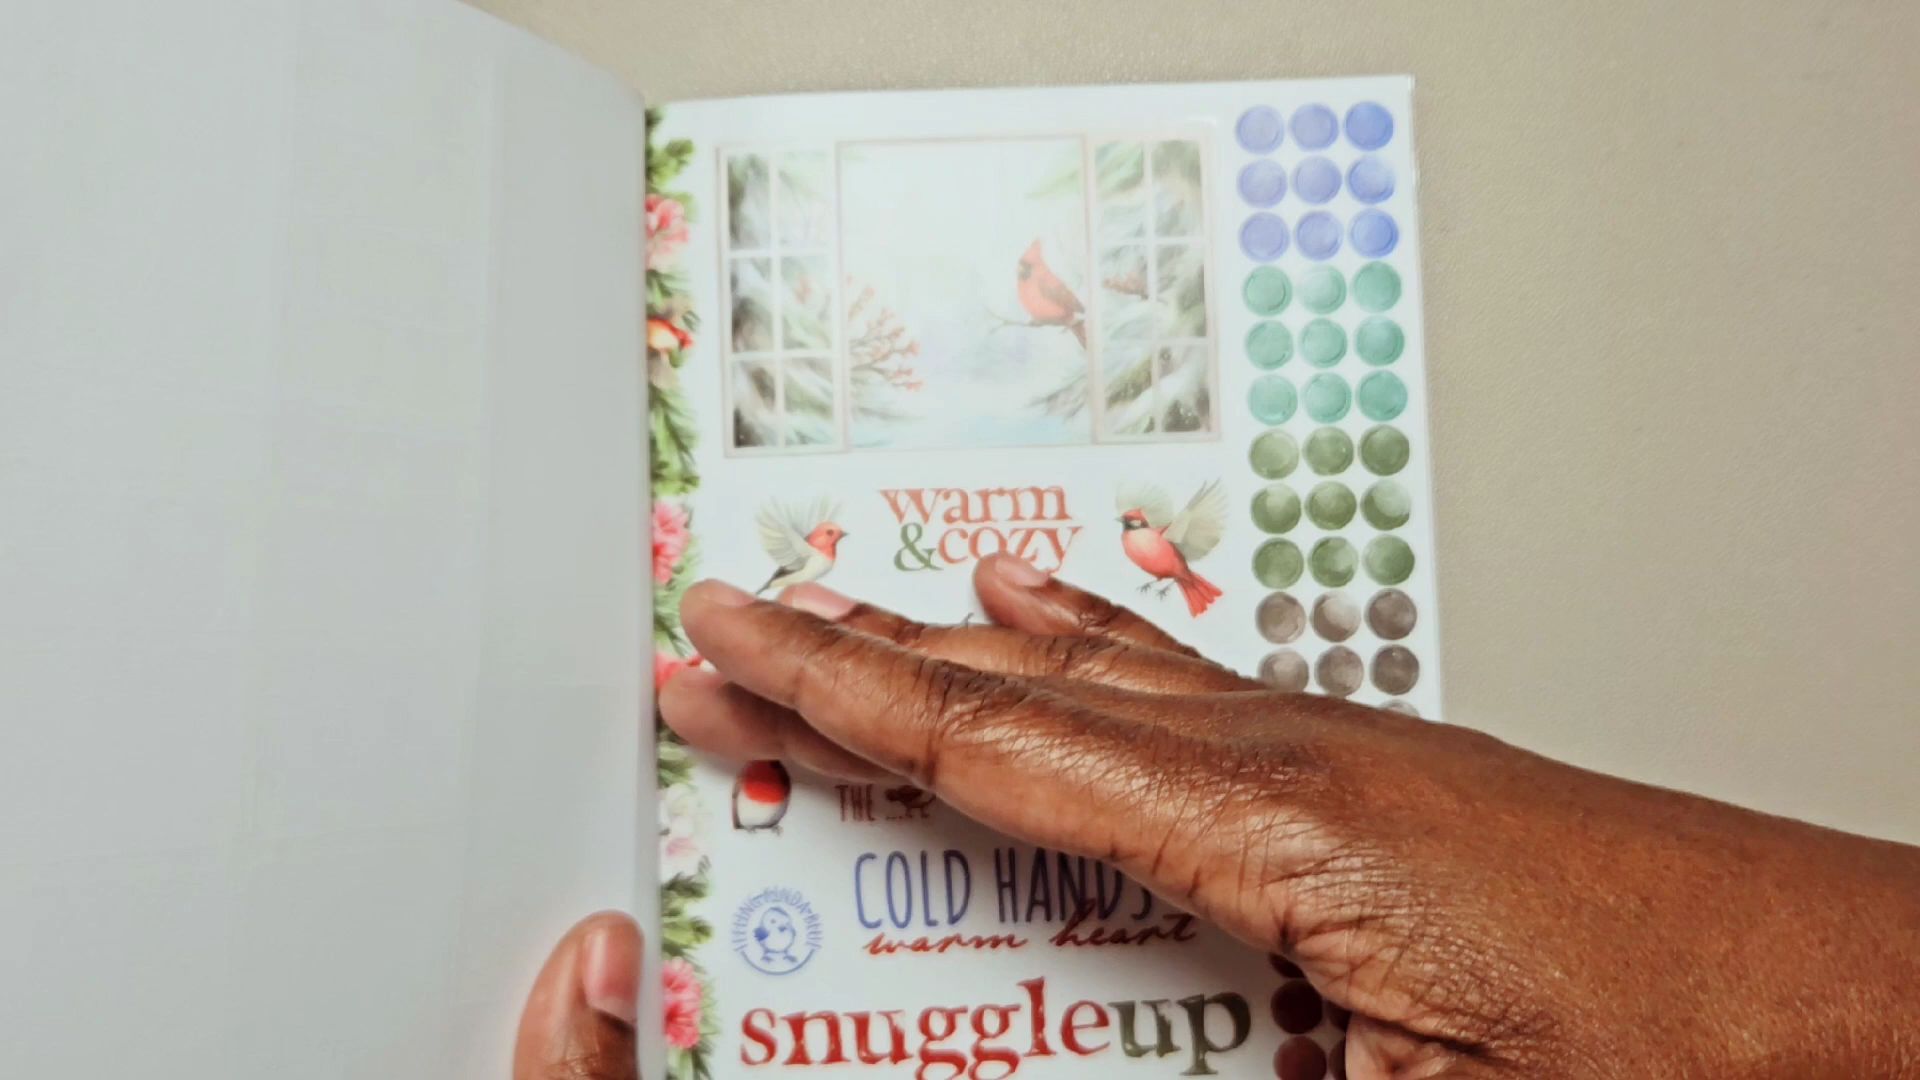 warm
&cozy
THE
COLD HANDS
warm heart
snuggleup